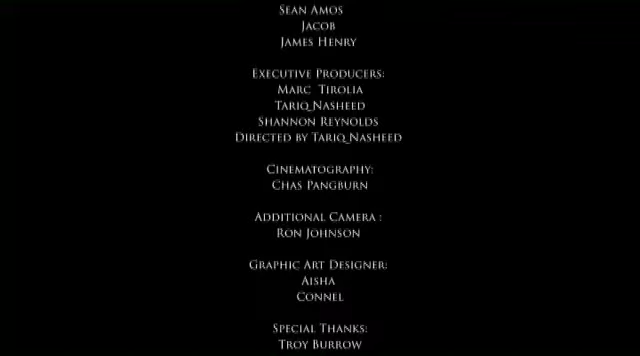 Sean Amos
Jacob
James Henry
Executive Producers:
Marc Tirolia
Tariq Nasheed
Shannon Reynolds
Directed by Tariq Nasheed
Cinematography:
Chas Pangburn
Additional Camera :
Ron Johnson
Graphic Art Designer:
Aisha
Connel
Special Thanks:
Troy Burrow